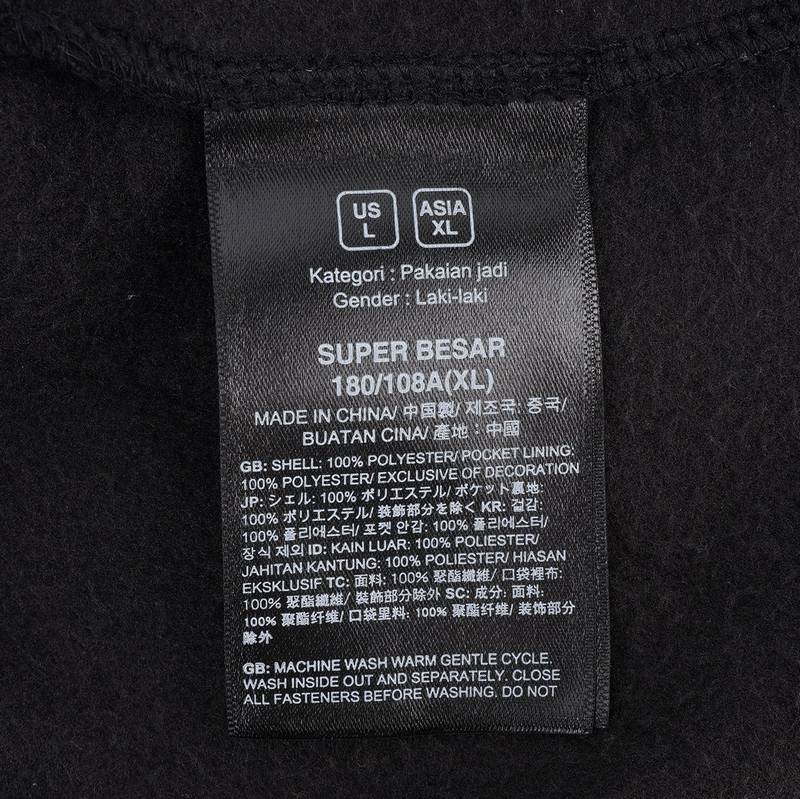 US
L
ASIA
XL
Kategori : Pakaian jadi
Gender : Laki-laki
SUPER BESAR
180/108A(XL)
MADE IN CHINA/ 中国製/ 제조국: 중국/
BUATAN CINA/ 產地：中國
GB: SHELL: 100% POLYESTER/ POCKET LINING:
100% POLYESTER/ EXCLUSIVE OF DECORATION
JP: シェル: 100% ポリエステル/ ポケット裏地:
100% ポリエステル/ 装飾部分を除く KR: 겉감:
100% 폴리에스터/ 포켓 안감: 100% 폴리에스터/
장식 제외 ID: KAIN LUAR: 100% POLIESTER/
JAHITAN KANTUNG: 100% POLIESTER/ HIASAN
EKSKLUSIF TC: 面料: 100% 聚酯纖維/ 口袋裡布:
100% 聚酯纖維/ 裝飾部分除外 SC: 成分: 面料:
100% 聚酯纤维/ 口袋里料: 100% 聚酯纤维/ 装饰部分
除外
GB: MACHINE WASH WARM GENTLE CYCLE.
WASH INSIDE OUT AND SEPARATELY. CLOSE
ALL FASTENERS BEFORE WASHING. DO NOT